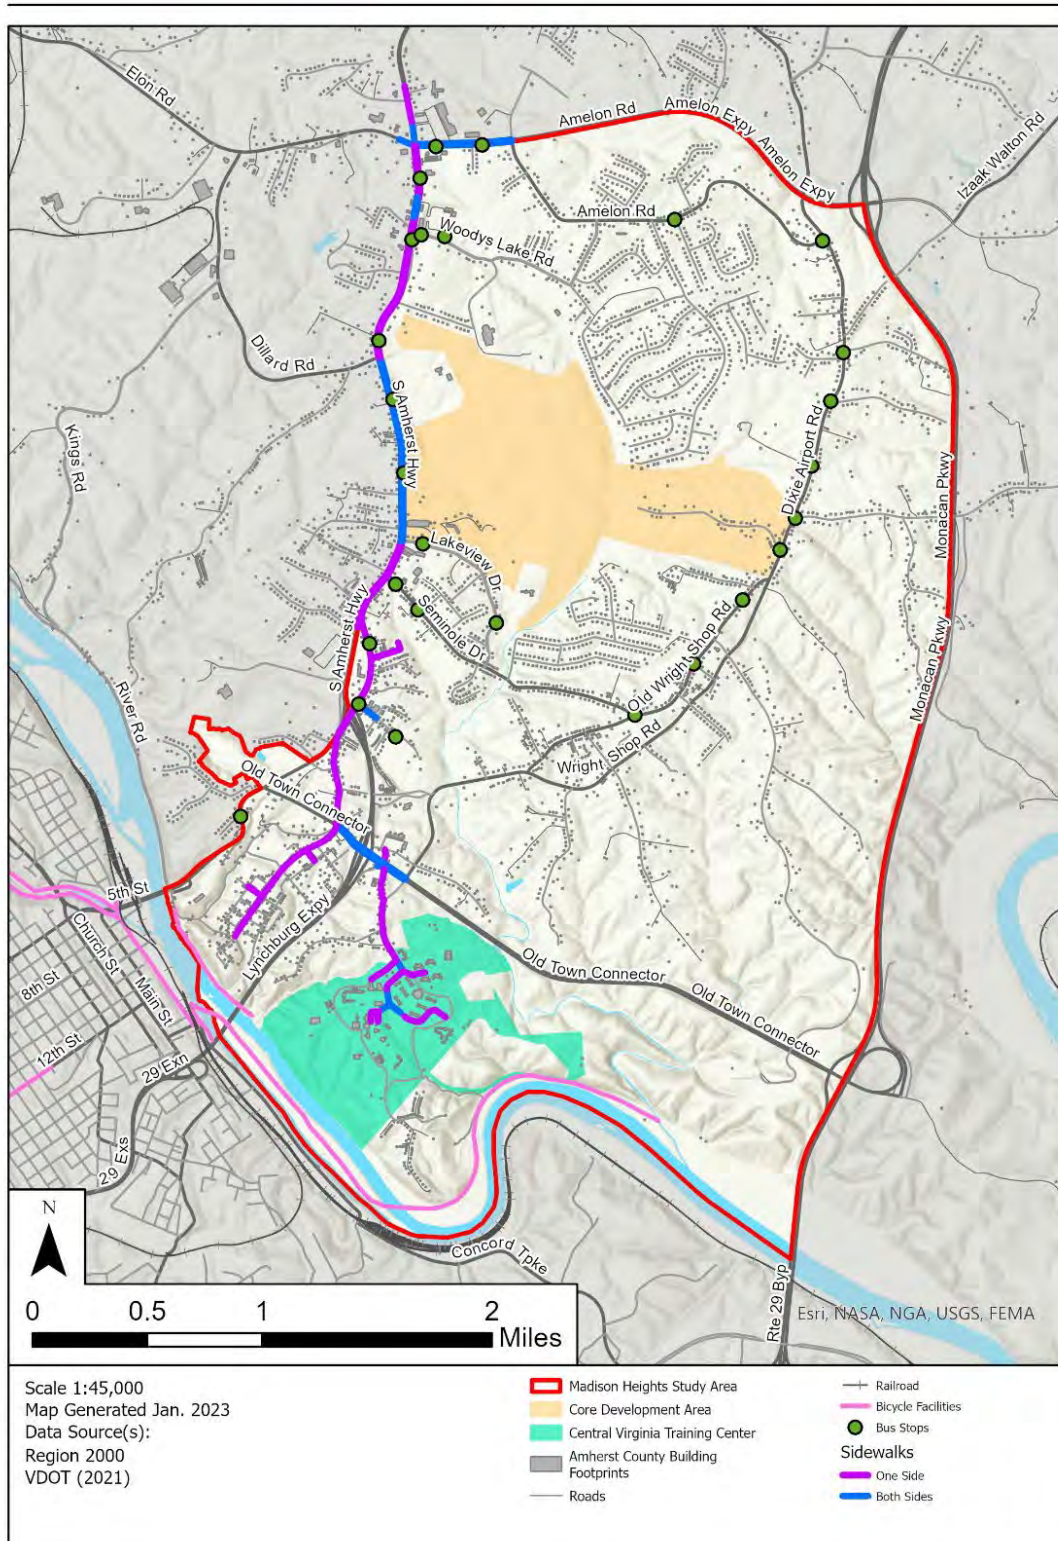 Elon Rd
Amelon Rd
Amelon Expy
Amelon Expy
Izaak Walton Rd
Amelon Rd
Woodys Lake Rd
Dillard Rd
S Amherst Hwy
Kings Rd
Dixie Airport Rd
Monacan Pkwy
Lakeview Dr
S Amherst Hwy
Seminole Dr
Old Wright Shop Rd
Monacan Pkwy
River Rd
Wright Shop Rd
Old Town Connector
5th St
Church St
Main St
Lynchburg Expy
8th St
Old Town Connector
Old Town Connector
12th St
29 Exn
29 Exs
Concord Tpke
Rte 29 Byp
N
0 0.5 1 2
Miles
Esri, NASA, NGA, USGS, FEMA
Scale 1:45,000
Map Generated Jan. 2023
Data Source(s):
Region 2000
VDOT (2021)
Madison Heights Study Area
Core Development Area
Central Virginia Training Center
Amherst County Building
Footprints
Roads
Railroad
Bicycle Facilities
Bus Stops
Sidewalks
One Side
Both Sides